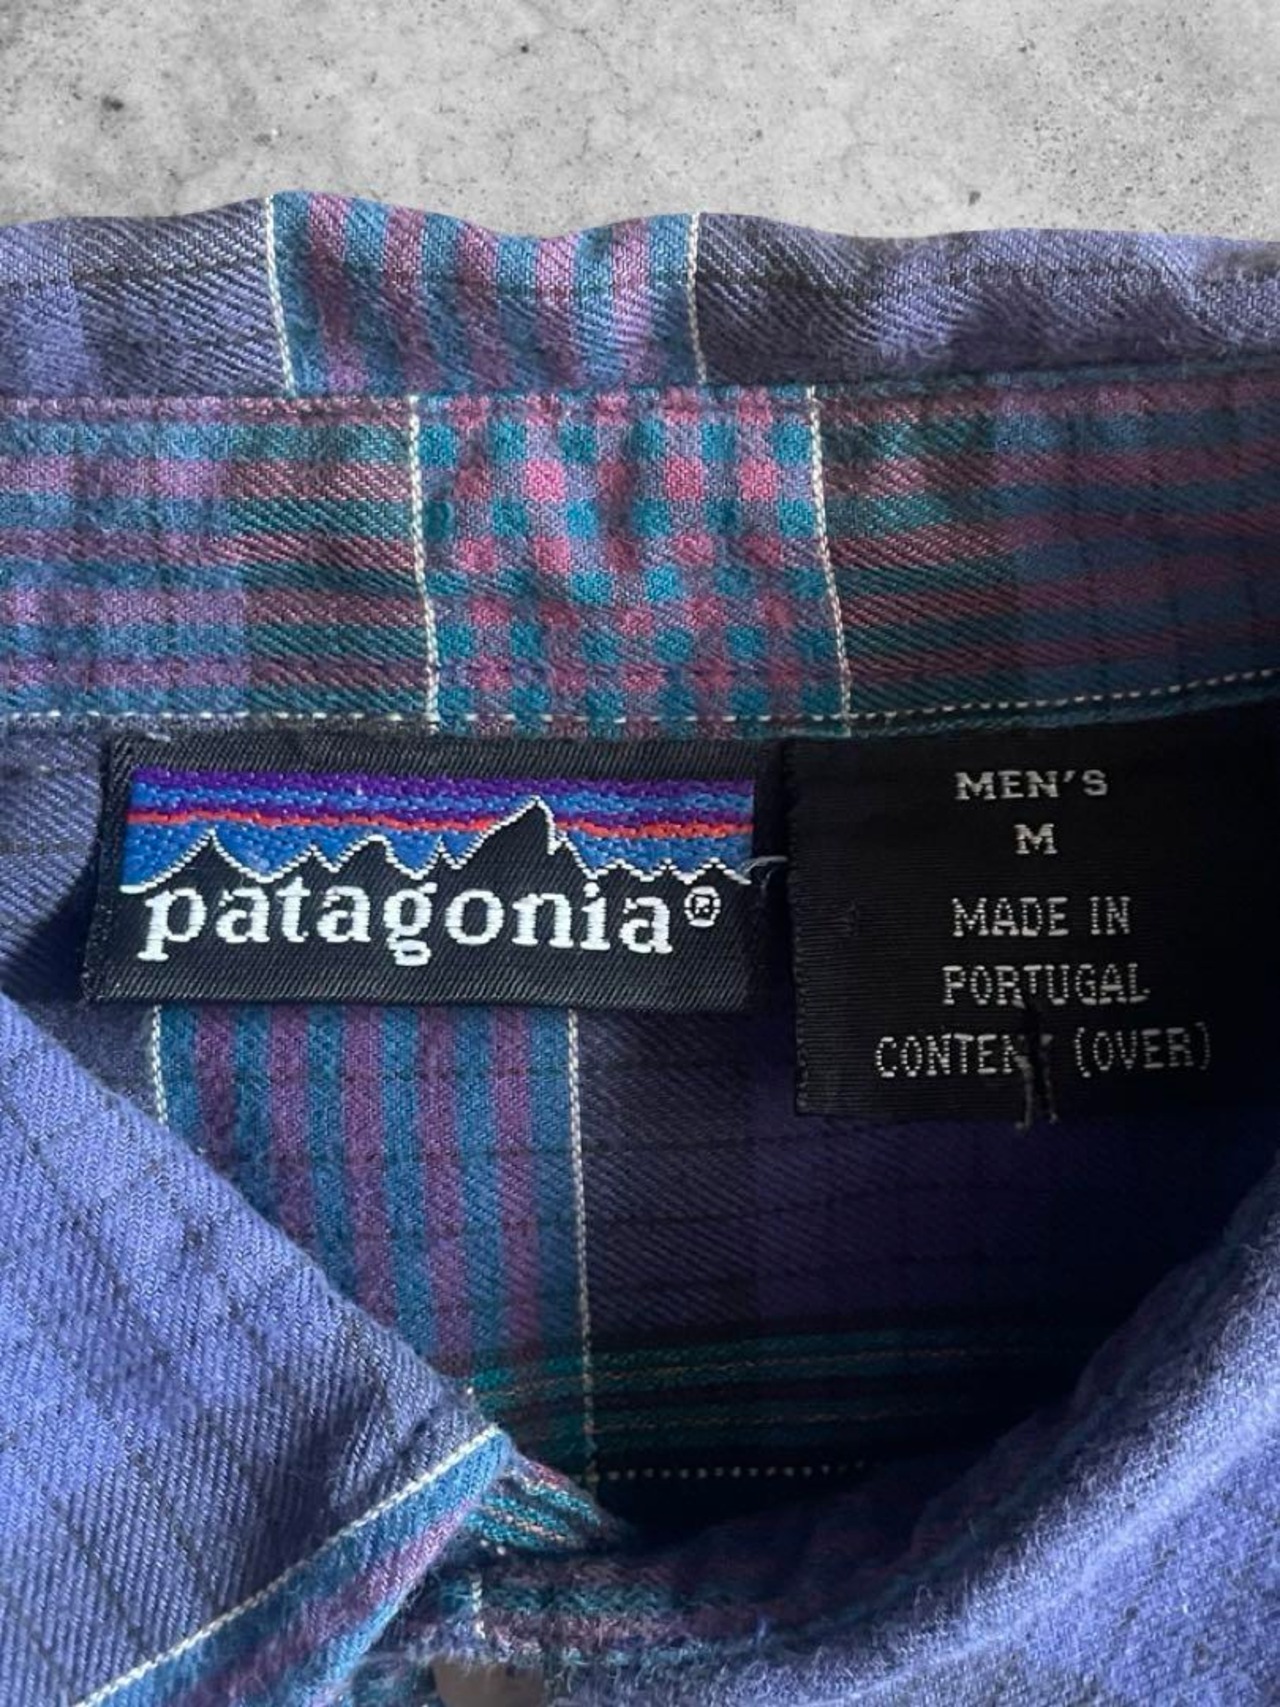 patagonia®
MEN'S
M
MADE IN
PORTUGAL
CONTENT (OVER)